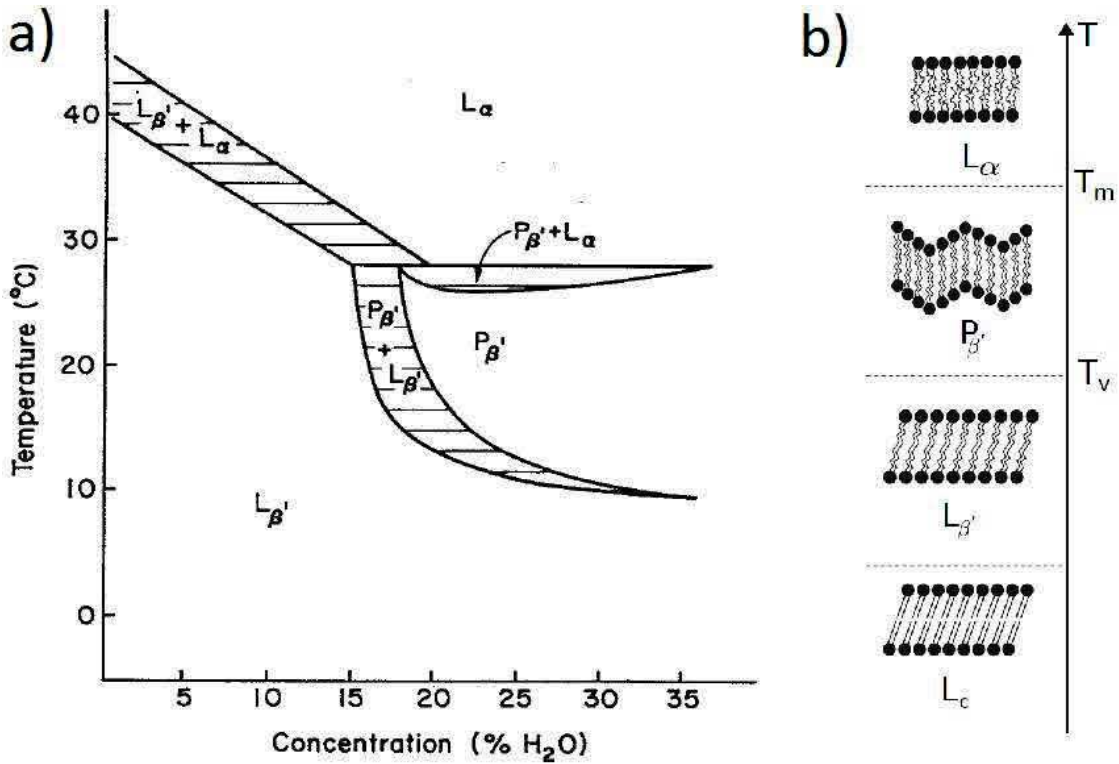 a)
40
30
20
10
0
Temperature (°C)
Lβ' + Lα
Lα
Pβ'+Lα
Pβ'
+
Lβ'
Pβ'
Lβ'
5 10 15 20 25 30 35
Concentration (% H₂O)
b)
T
Lα
Tm
Pβ'
Tv
Lβ'
Lc